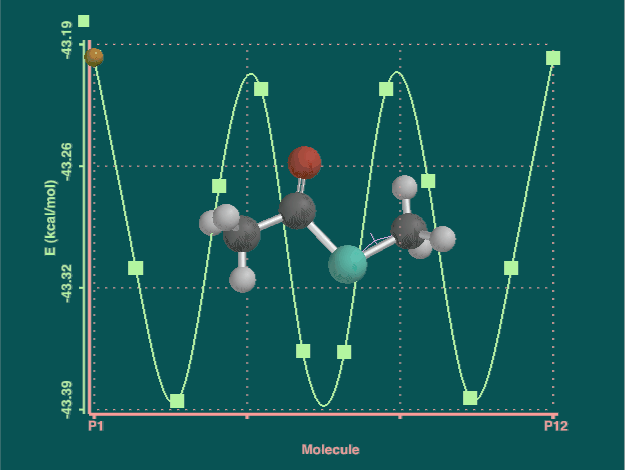 -43.19
-43.26
E (kcal/mol)
-43.32
-43.39
P1
P12
Molecule